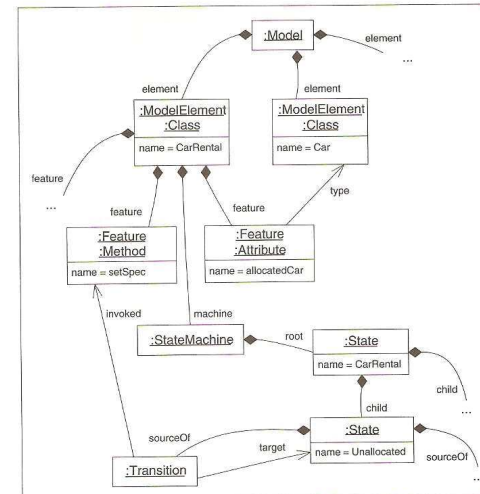 :Model
element
...
element
element
:ModelElement
:Class
name = CarRental
:ModelElement
:Class
name = Car
feature
...
feature
feature
type
:Feature
:Method
name = setSpec
:Feature
:Attribute
name = allocatedCar
invoked
machine
:StateMachine
root
:State
name = CarRental
child
...
child
sourceOf
target
:State
name = Unallocated
sourceOf
...
:Transition